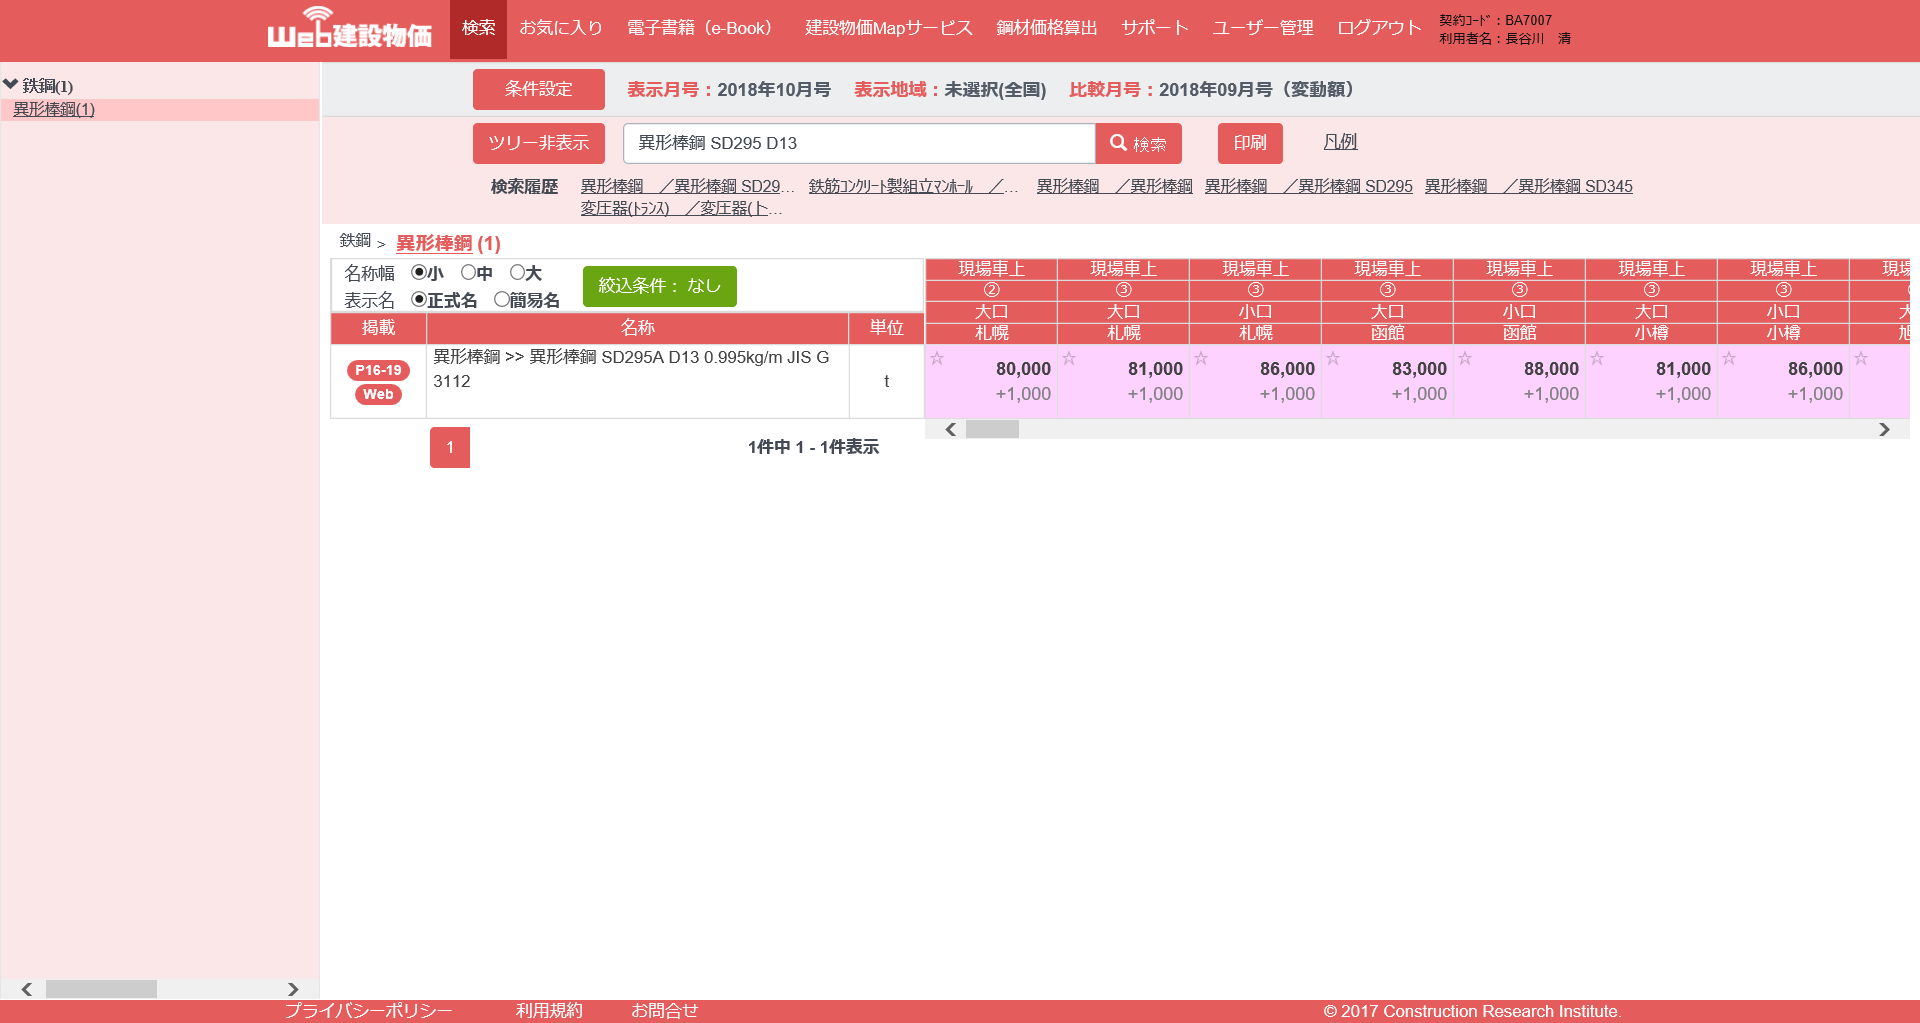 Web建設物価
検索 お気に入り 電子書籍（e-Book） 建設物価Mapサービス 鋼材価格算出 サポート ユーザー管理 ログアウト
契約ｺｰﾄﾞ：BA7007
利用者名：長谷川　清
鉄鋼(1)
異形棒鋼(1)
条件設定 表示月号：2018年10月号 表示地域：未選択(全国) 比較月号：2018年09月号（変動額）
ツリー非表示 異形棒鋼 SD295 D13 検索 印刷 凡例
検索履歴 異形棒鋼　／異形棒鋼 SD29... 鉄筋ｺﾝｸﾘｰﾄ製組立ﾏﾝﾎｰﾙ　／... 異形棒鋼　／異形棒鋼 異形棒鋼　／異形棒鋼 SD295 異形棒鋼　／異形棒鋼 SD345
変圧器(ﾄﾗﾝｽ)　／変圧器(ト...
鉄鋼 > 異形棒鋼 (1)
名称幅 小 中 大
表示名 正式名 簡易名
絞込条件： なし
現場車上 現場車上 現場車上 現場車上 現場車上 現場車上 現場車上
② ③ ③ ③ ③ ③ ③
大口 大口 小口 大口 小口 大口 小口
掲載 名称 単位 札幌 札幌 札幌 函館 函館 小樽 小樽
P16-19
Web
異形棒鋼 >> 異形棒鋼 SD295A D13 0.995kg/m JIS G
3112
t
☆ ☆ ☆ ☆ ☆ ☆ ☆ ☆
80,000 81,000 86,000 83,000 88,000 81,000 86,000
+1,000 +1,000 +1,000 +1,000 +1,000 +1,000 +1,000
1 1件中 1 - 1件表示
プライバシーポリシー 利用規約 お問合せ © 2017 Construction Research Institute.